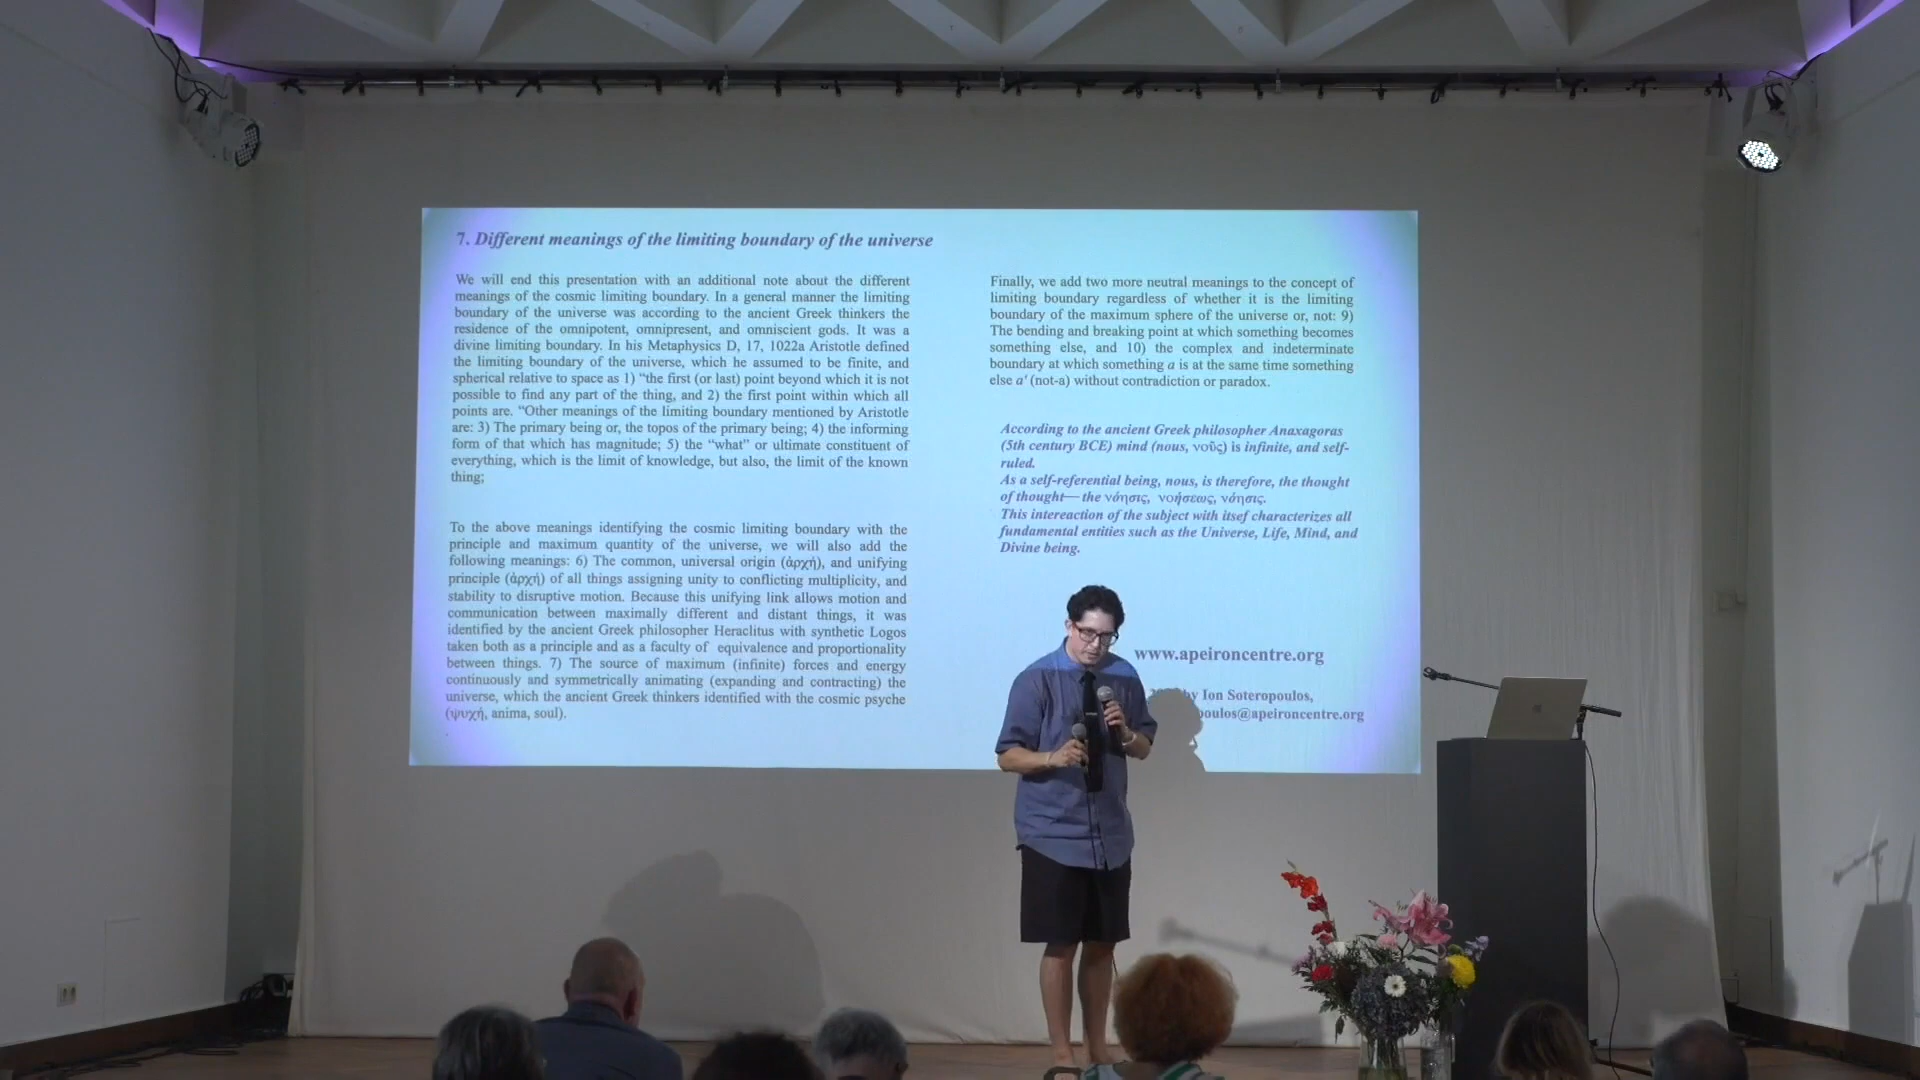 7. Different meanings of the limiting boundary of the universe
We will end this presentation with an additional note about the different
meanings of the cosmic limiting boundary. In a general manner the limiting
boundary of the universe was according to the ancient Greek thinkers the
residence of the omnipotent, omnipresent, and omniscient gods. It was a
divine limiting boundary. In his Metaphysics D, 17, 1022a Aristotle defined
the limiting boundary of the universe, which he assumed to be finite, and
spherical relative to space as 1) “the first (or last) point beyond which it is not
possible to find any part of the thing, and 2) the first point within which all
points are. “Other meanings of the limiting boundary mentioned by Aristotle
are: 3) The primary being or, the topos of the primary being; 4) the informing
form of that which has magnitude; 5) the “what” or ultimate constituent of
everything, which is the limit of knowledge, but also, the limit of the known
thing;
To the above meanings identifying the cosmic limiting boundary with the
principle and maximum quantity of the universe, we will also add the
following meanings: 6) The common, universal origin (ἀρχή), and unifying
principle (ἀρχή) of all things assigning unity to conflicting multiplicity, and
stability to disruptive motion. Because this unifying link allows motion and
communication between maximally different and distant things, it was
identified by the ancient Greek philosopher Heraclitus with synthetic Logos
taken both as a principle and as a faculty of equivalence and proportionality
between things. 7) The source of maximum (infinite) forces and energy
continuously and symmetrically animating (expanding and contracting) the
universe, which the ancient Greek thinkers identified with the cosmic psyche
(ψυχή, anima, soul).
Finally, we add two more neutral meanings to the concept of
limiting boundary regardless of whether it is the limiting
boundary of the maximum sphere of the universe or, not: 9)
The bending and breaking point at which something becomes
something else, and 10) the complex and indeterminate
boundary at which something a is at the same time something
else a' (not-a) without contradiction or paradox.
According to the ancient Greek philosopher Anaxagoras
(5th century BCE) mind (nous, νοῦς) is infinite, and self-
ruled.
As a self-referential being, nous, is therefore, the thought
of thought— the νόησις, νοήσεως, νόησις.
This intereaction of the subject with itsef characterizes all
fundamental entities such as the Universe, Life, Mind, and
Divine being.
www.apeironcentre.org
by Ion Soteropoulos,
poulos@apeironcentre.org